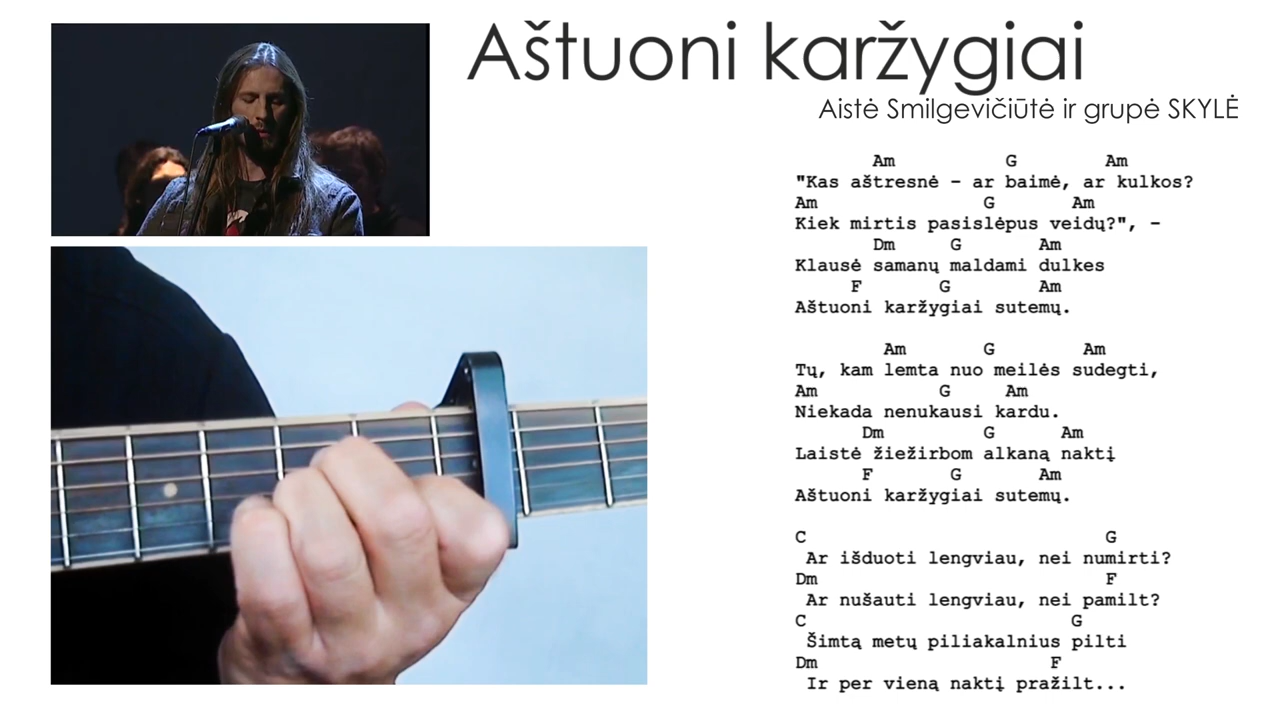 Aštuoni karžygiai
Aistė Smilgevičiūtė ir grupė SKYLĖ
Am G Am
"Kas aštresnė – ar baimė, ar kulkos?
Am G Am
Kiek mirtis pasislėpus veidų?", –
Dm G Am
Klausė samanų maldami dulkes
F G Am
Aštuoni karžygiai sutemų.
Am G Am
Tų, kam lemta nuo meilės sudegti,
Am G Am
Niekada nenukausi kardu.
Dm G Am
Laistė žiežirbom alkaną naktį
F G Am
Aštuoni karžygiai sutemų.
C G
Ar išduoti lengviau, nei numirti?
Dm F
Ar nušauti lengviau, nei pamilt?
C G
Šimtą metų piliakalnius pilti
Dm F
Ir per vieną naktį pražilt...